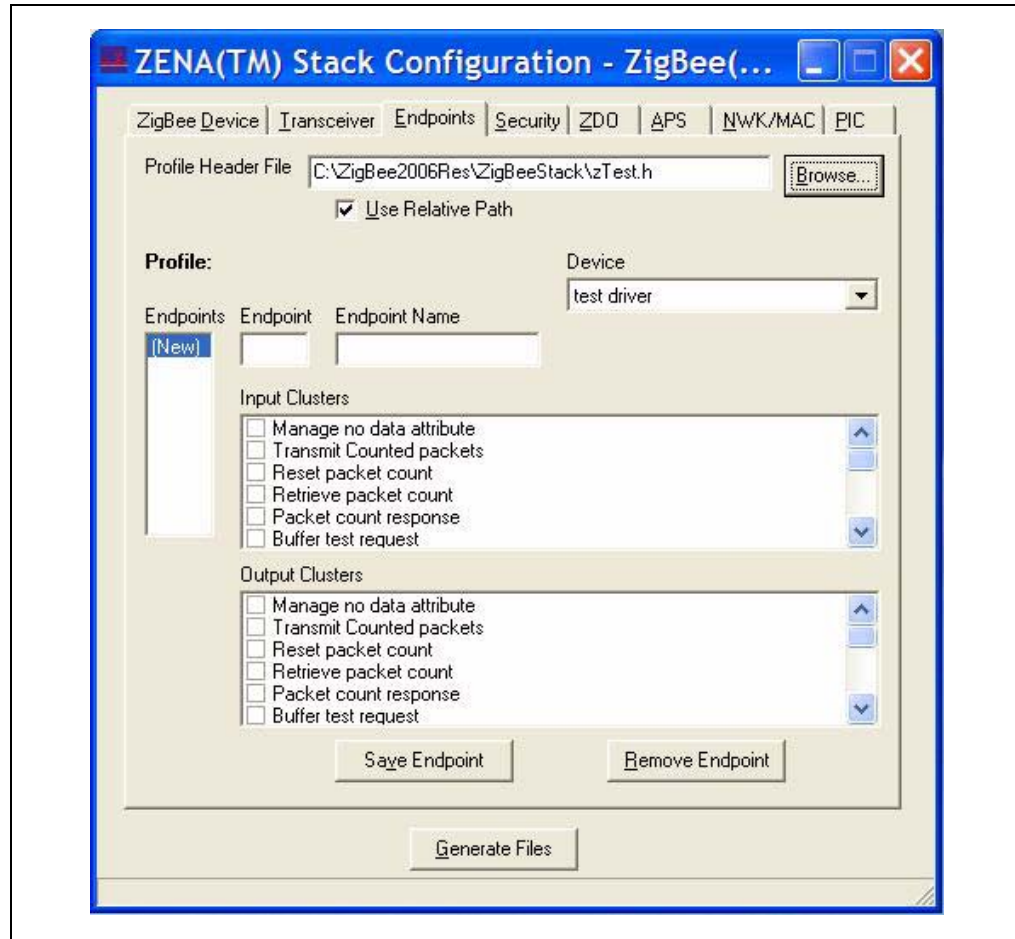 ZENA(TM) Stack Configuration - ZigBee(...
ZigBee Device Transceiver Endpoints Security ZDO APS NWK/MAC PIC
Profile Header File C:\ZigBee2006Res\ZigBeeStack\zTest.h Browse...
Use Relative Path
Profile: Device
test driver
Endpoints Endpoint Endpoint Name
(New)
Input Clusters
Manage no data attribute
Transmit Counted packets
Reset packet count
Retrieve packet count
Packet count response
Buffer test request
Output Clusters
Manage no data attribute
Transmit Counted packets
Reset packet count
Retrieve packet count
Packet count response
Buffer test request
Save Endpoint Remove Endpoint
Generate Files